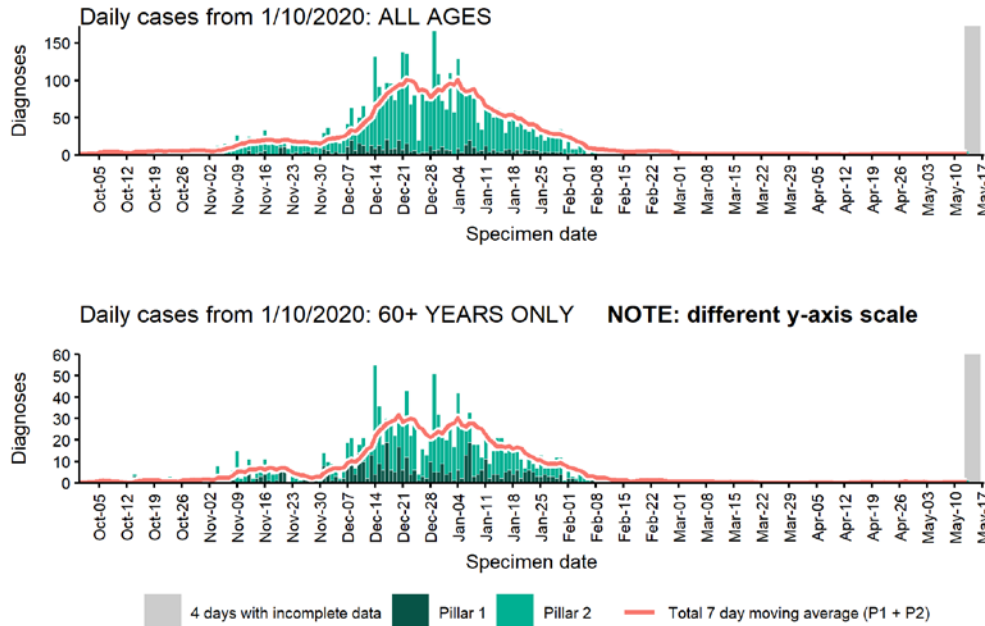 Daily cases from 1/10/2020: ALL AGES
150
100
50
0
Diagnoses
Oct-05 Oct-12 Oct-19 Oct-26 Nov-02 Nov-09 Nov-16 Nov-23 Nov-30 Dec-07 Dec-14 Dec-21 Dec-28 Jan-04 Jan-11 Jan-18 Jan-25 Feb-01 Feb-08 Feb-15 Feb-22 Mar-01 Mar-08 Mar-15 Mar-22 Mar-29 Apr-05 Apr-12 Apr-19 Apr-26 May-03 May-10 May-17
Specimen date
Daily cases from 1/10/2020: 60+ YEARS ONLY NOTE: different y-axis scale
60
50
40
30
20
10
0
Diagnoses
Oct-05 Oct-12 Oct-19 Oct-26 Nov-02 Nov-09 Nov-16 Nov-23 Nov-30 Dec-07 Dec-14 Dec-21 Dec-28 Jan-04 Jan-11 Jan-18 Jan-25 Feb-01 Feb-08 Feb-15 Feb-22 Mar-01 Mar-08 Mar-15 Mar-22 Mar-29 Apr-05 Apr-12 Apr-19 Apr-26 May-03 May-10 May-17
Specimen date
4 days with incomplete data Pillar 1 Pillar 2 Total 7 day moving average (P1 + P2)